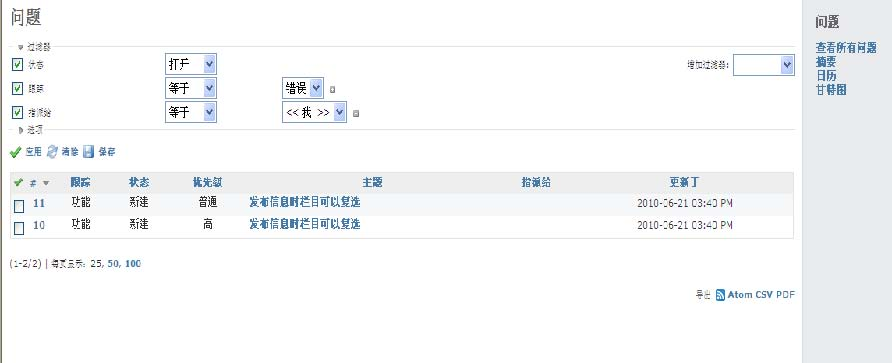 问题
过滤器
状态 打开 增加过滤器:
跟踪 等于 错误
指派给 等于 << 我 >>
选项
应用 清除 保存
# 跟踪 状态 优先级 主题 指派给 更新于
11 功能 新建 普通 发布信息时栏目可以复选 2010-06-21 03:40 PM
10 功能 新建 高 发布信息时栏目可以复选 2010-06-21 03:40 PM
(1-2/2) | 每页显示: 25, 50, 100
导出 Atom CSV PDF
问题
查看所有问题
摘要
日历
甘特图